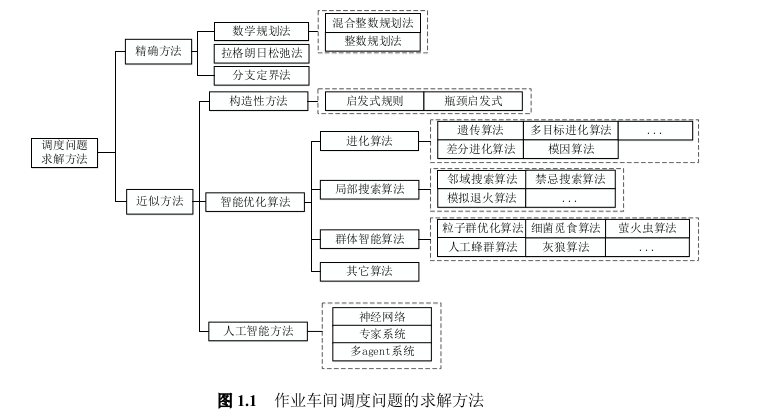 数学规划法
混合整数规划法
整数规划法
精确方法
拉格朗日松弛法
分支定界法
构造性方法
启发式规则
瓶颈启发式
调度问题
求解方法
近似方法
智能优化算法
进化算法
遗传算法
多目标进化算法
...
差分进化算法
模因算法
局部搜索算法
邻域搜索算法
禁忌搜索算法
模拟退火算法
...
群体智能算法
粒子群优化算法
细菌觅食算法
萤火虫算法
人工蜂群算法
灰狼算法
...
其它算法
人工智能方法
神经网络
专家系统
多agent系统
图 1.1 作业车间调度问题的求解方法